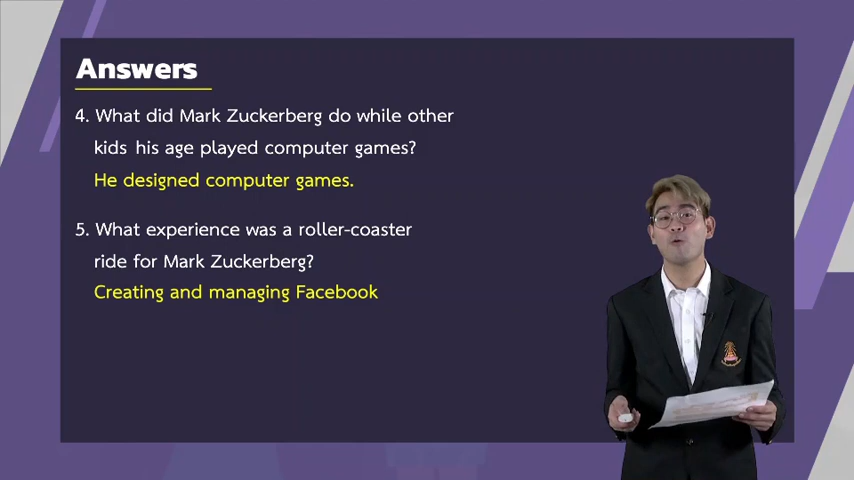 Answers
4. What did Mark Zuckerberg do while other
kids his age played computer games?
He designed computer games.
5. What experience was a roller-coaster
ride for Mark Zuckerberg?
Creating and managing Facebook